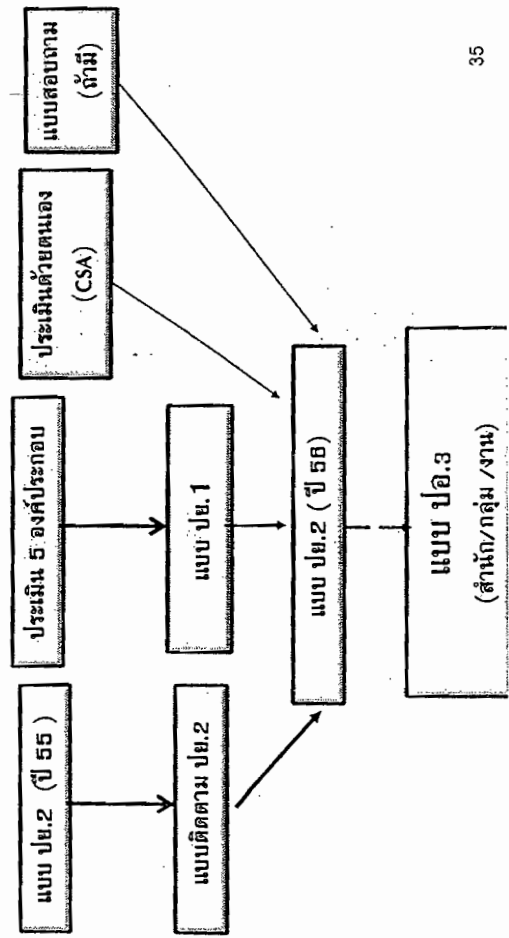 แบบ ปย.2 (ปี 55)
ประเมิน 5 องค์ประกอบ
ประเมินด้วยตนเอง
(CSA)
แบบสอบถาม
(ถ้ามี)
แบบติดตาม ปย.2
แบบ ปย.1
แบบ ปย.2 ( ปี 56)
แบบ ปอ.3
(สำนัก/กลุ่ม /งาน)
35